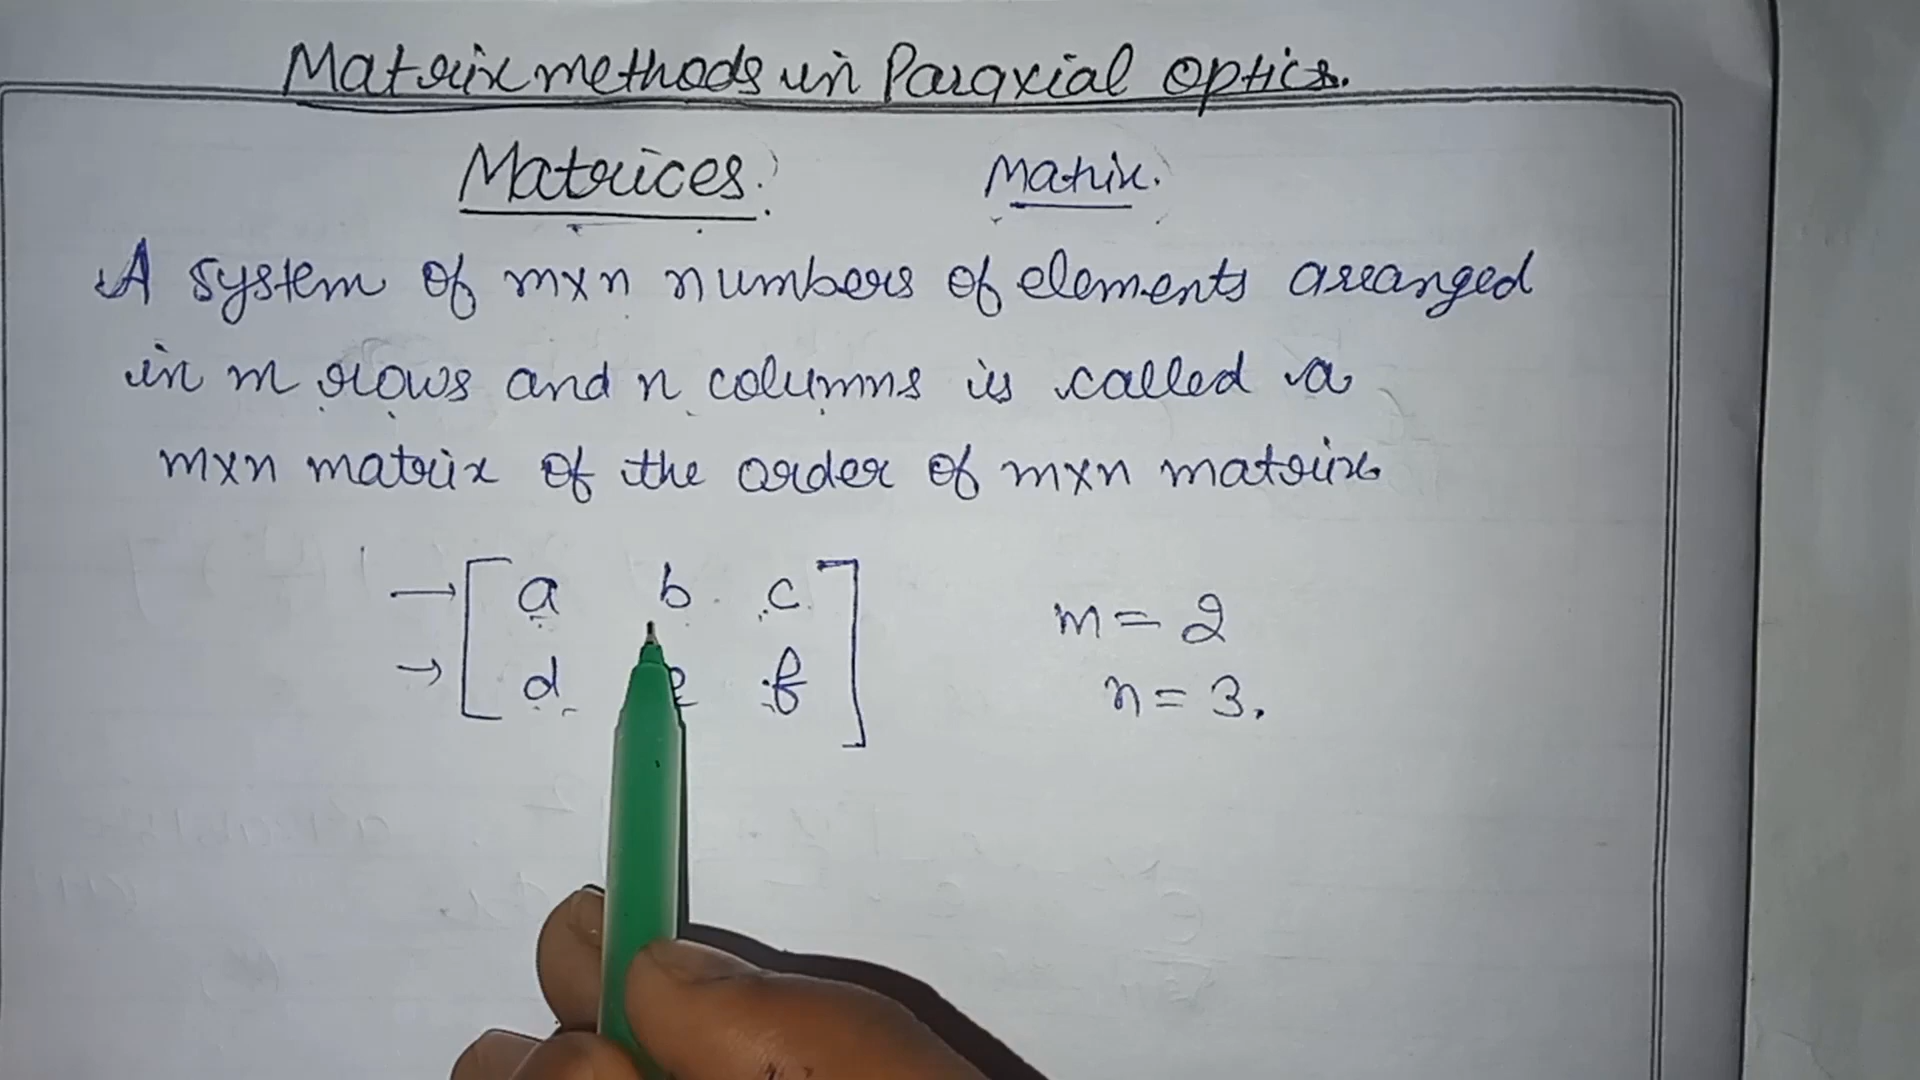 Matrix methods in Paraxial Optics.
Matrices: Matrix.
A system of m×n numbers of elements arranged
in m rows and n columns is called a
m×n matrix of the order of m×n matrix
→ [ a b c ] m = 2
→ [ d e f ] n = 3.